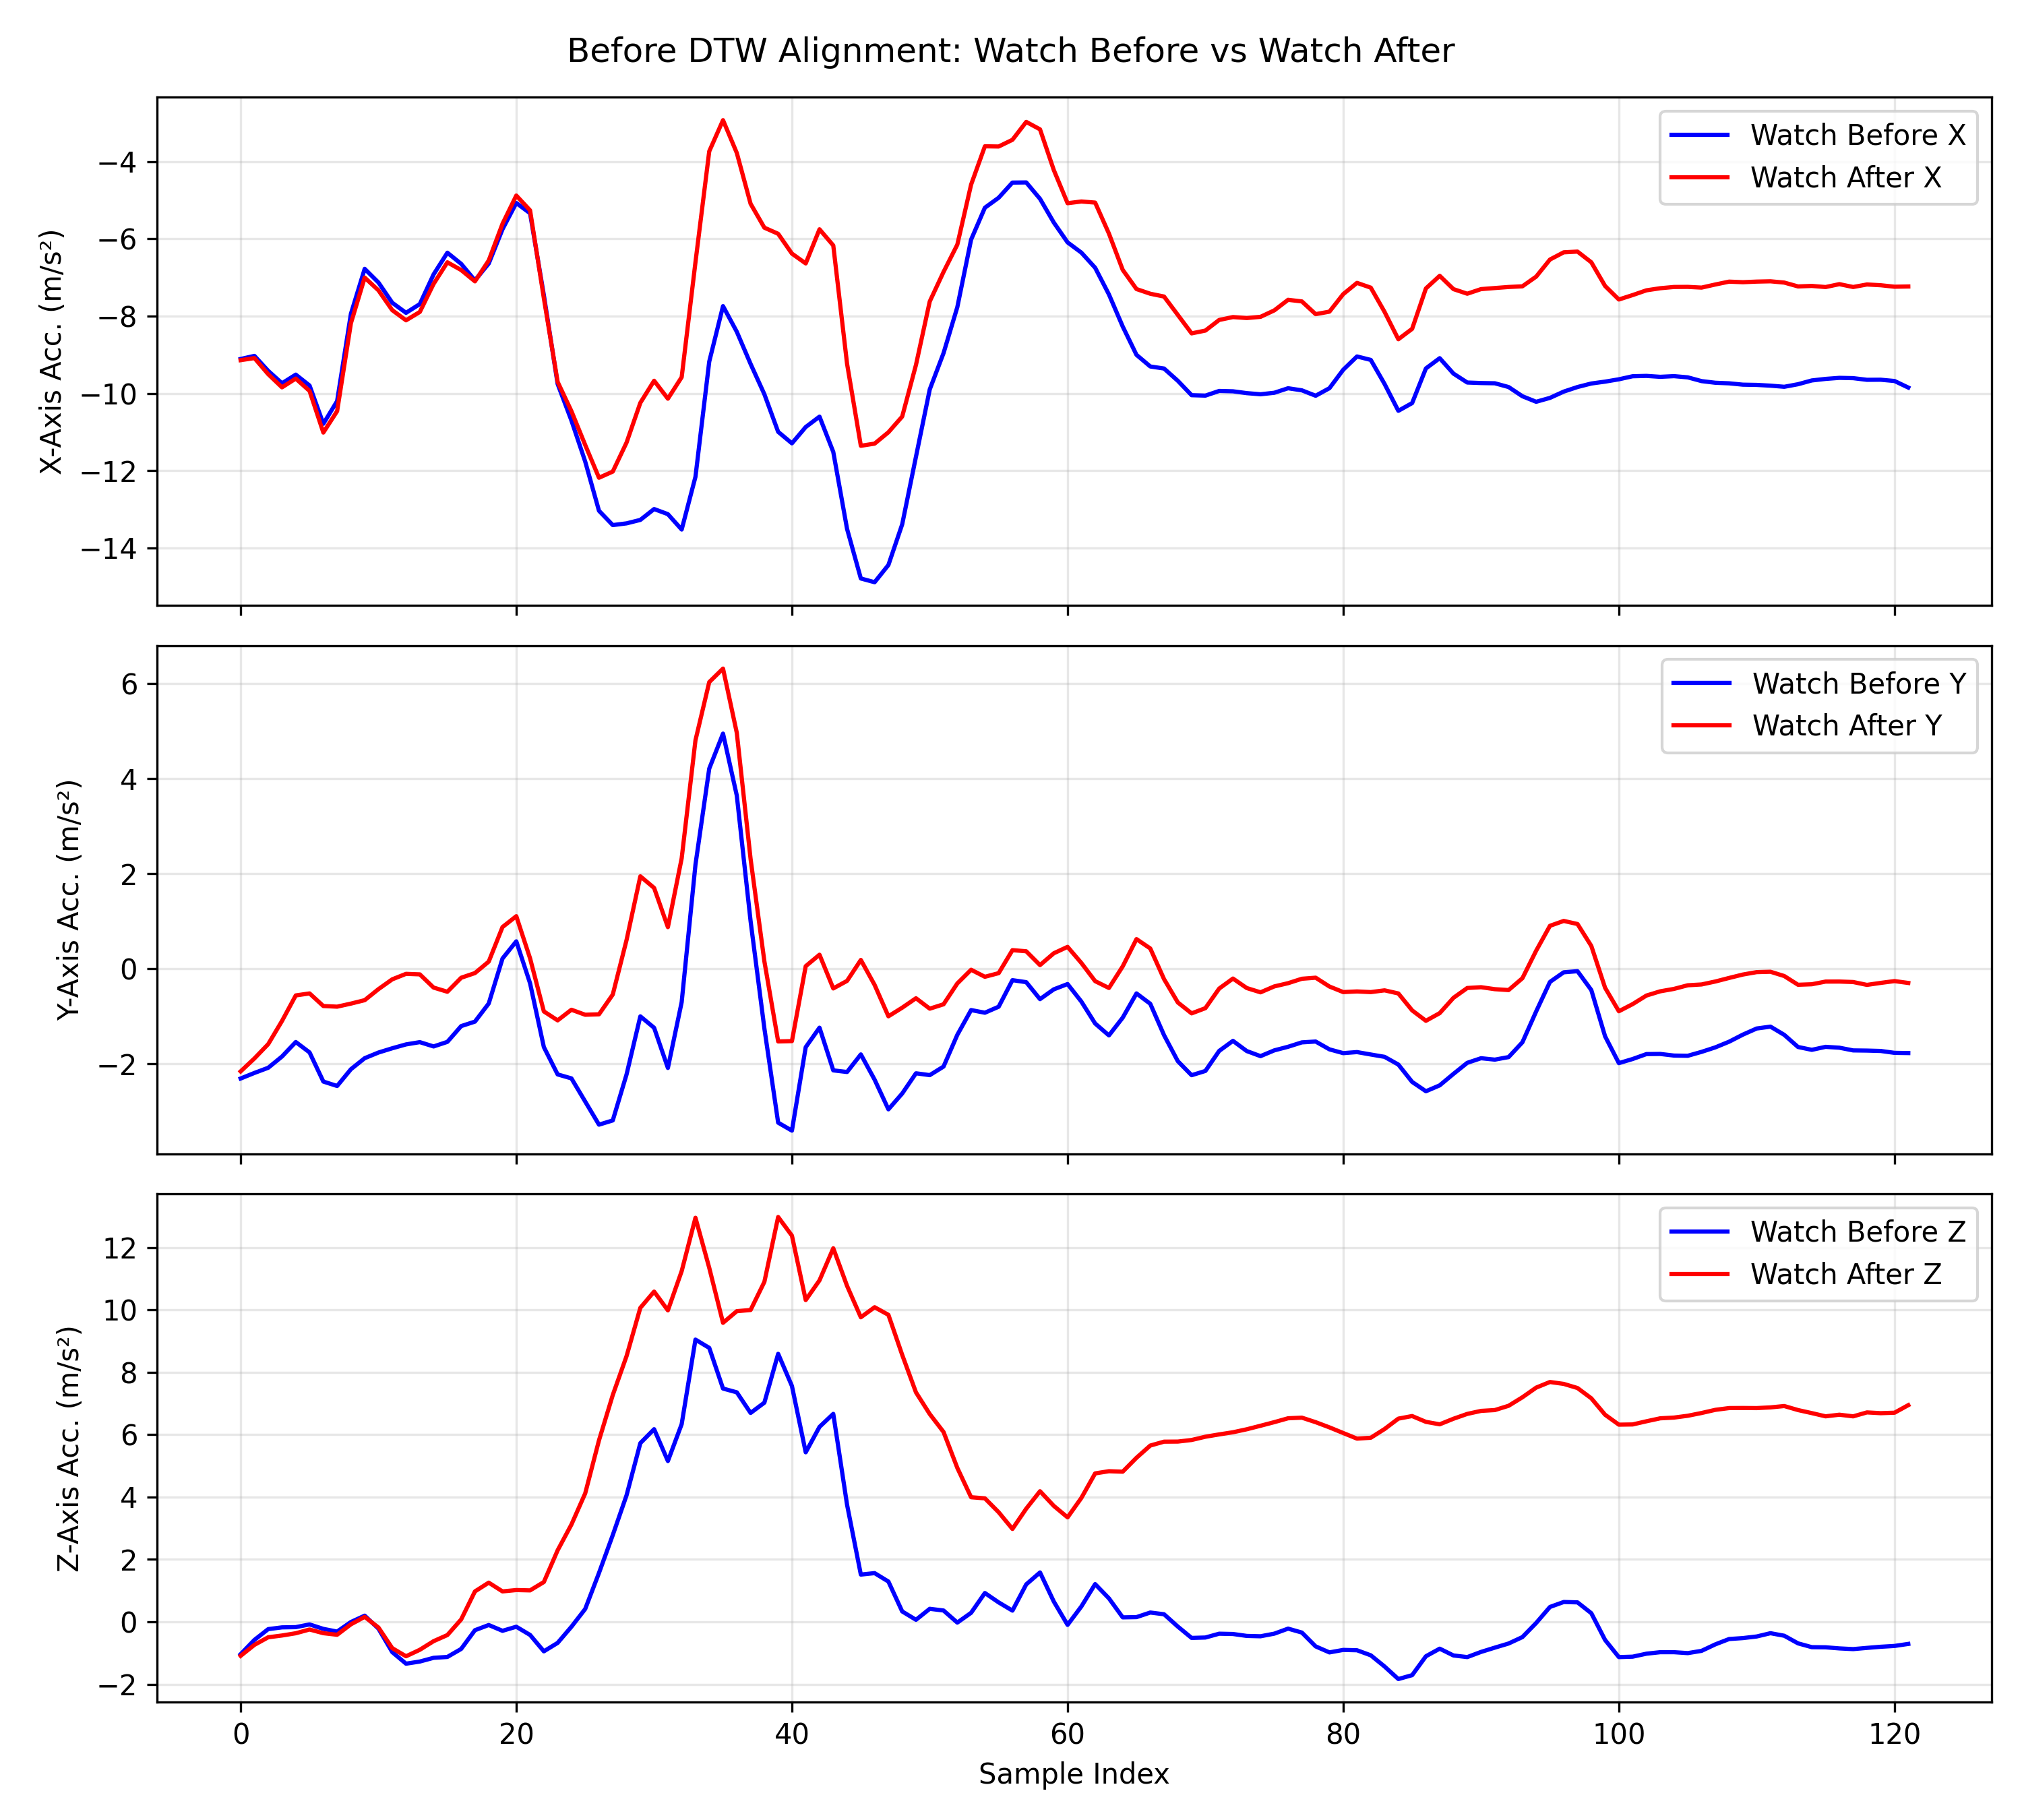 Before DTW Alignment: Watch Before vs Watch After
X-Axis Acc. (m/s²)
−4
−6
−8
−10
−12
−14
Watch Before X
Watch After X
Y-Axis Acc. (m/s²)
6
4
2
0
−2
Watch Before Y
Watch After Y
Z-Axis Acc. (m/s²)
12
10
8
6
4
2
0
−2
Watch Before Z
Watch After Z
0 20 40 60 80 100 120
Sample Index